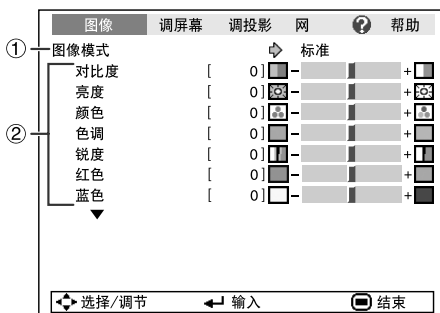 图像 调屏幕 调投影 网 ? 帮助
① 图像模式 标准
对比度 [ 0] - +
亮度 [ 0] - +
颜色 [ 0] - +
② 色调 [ 0] - +
锐度 [ 0] - +
红色 [ 0] - +
蓝色 [ 0] - +
选择/调节 输入 结束